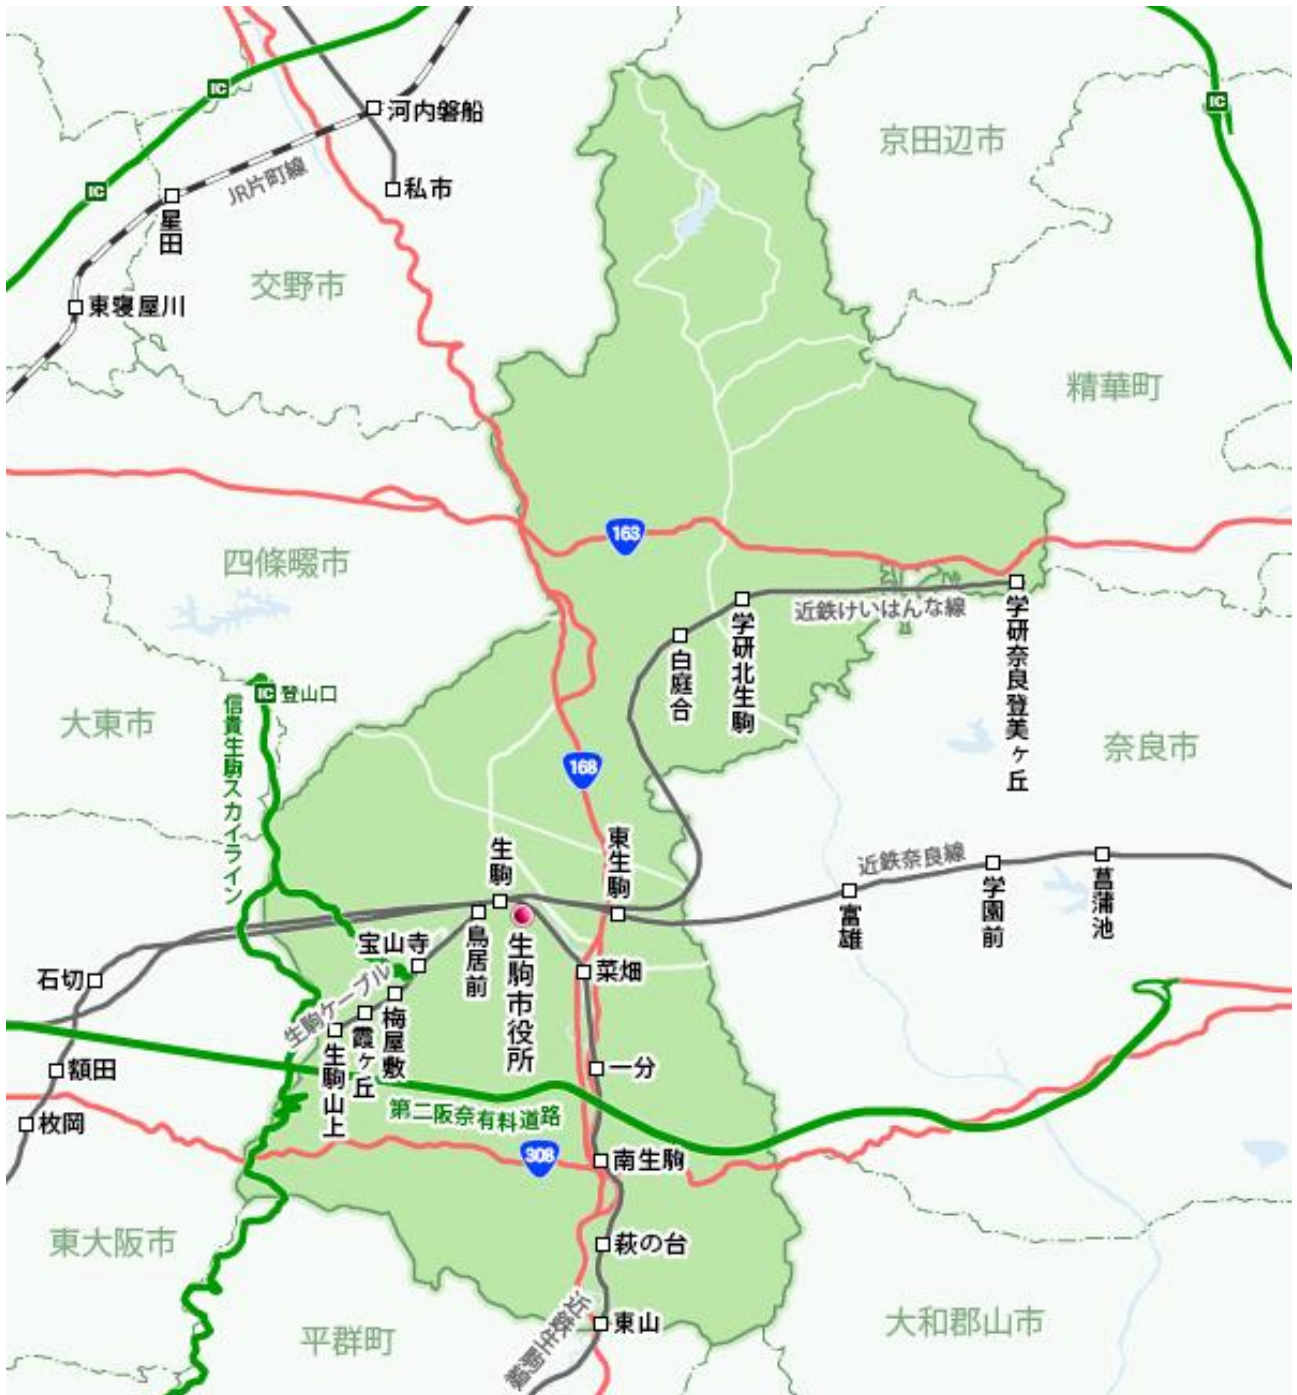 IC
IC
河内磐船
京田辺市
JR片町線
私市
IC
星田
交野市
東寝屋川
精華町
163
四條畷市
近鉄けいはんな線
学研奈良登美ヶ丘
学研北生駒
白庭台
IC
登山口
信貴生駒スカイライン
大東市
奈良市
168
東生駒
生駒
近鉄奈良線
富雄
学園前
菖蒲池
宝山寺
鳥居前
生駒市役所
菜畑
石切
生駒ケーブル
梅屋敷
霞ヶ丘
生駒山上
額田
一分
枚岡
第二阪奈有料道路
308
南生駒
東大阪市
萩の台
東山
平群町
近鉄生駒線
大和郡山市